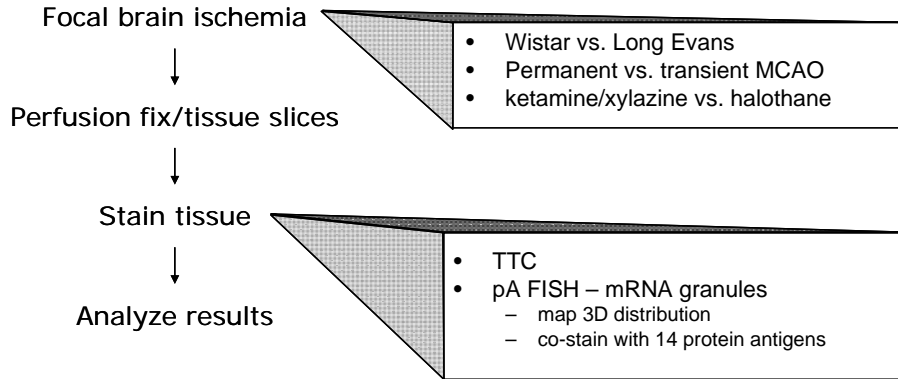 Focal brain ischemia
• Wistar vs. Long Evans
• Permanent vs. transient MCAO
• ketamine/xylazine vs. halothane
Perfusion fix/tissue slices
Stain tissue
• TTC
• pA FISH – mRNA granules
– map 3D distribution
– co-stain with 14 protein antigens
Analyze results